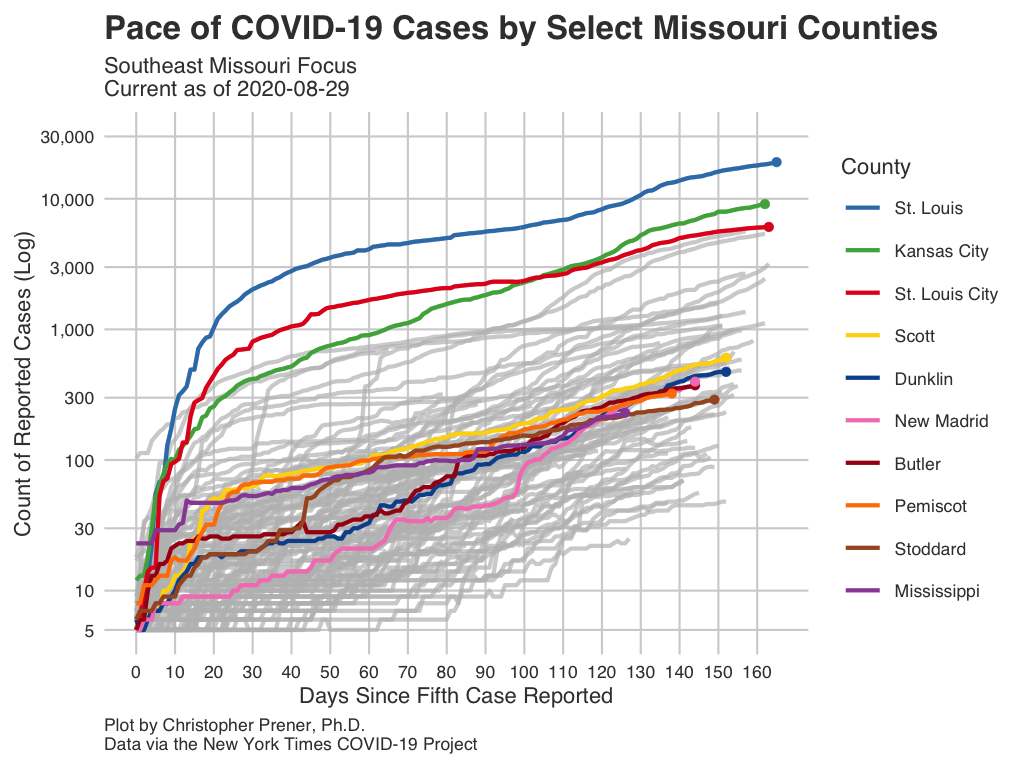 Pace of COVID-19 Cases by Select Missouri Counties
Southeast Missouri Focus
Current as of 2020-08-29
Count of Reported Cases (Log)
30,000
10,000
3,000
1,000
300
100
30
10
5
0 10 20 30 40 50 60 70 80 90 100 110 120 130 140 150 160
Days Since Fifth Case Reported
County
St. Louis
Kansas City
St. Louis City
Scott
Dunklin
New Madrid
Butler
Pemiscot
Stoddard
Mississippi
Plot by Christopher Prener, Ph.D.
Data via the New York Times COVID-19 Project